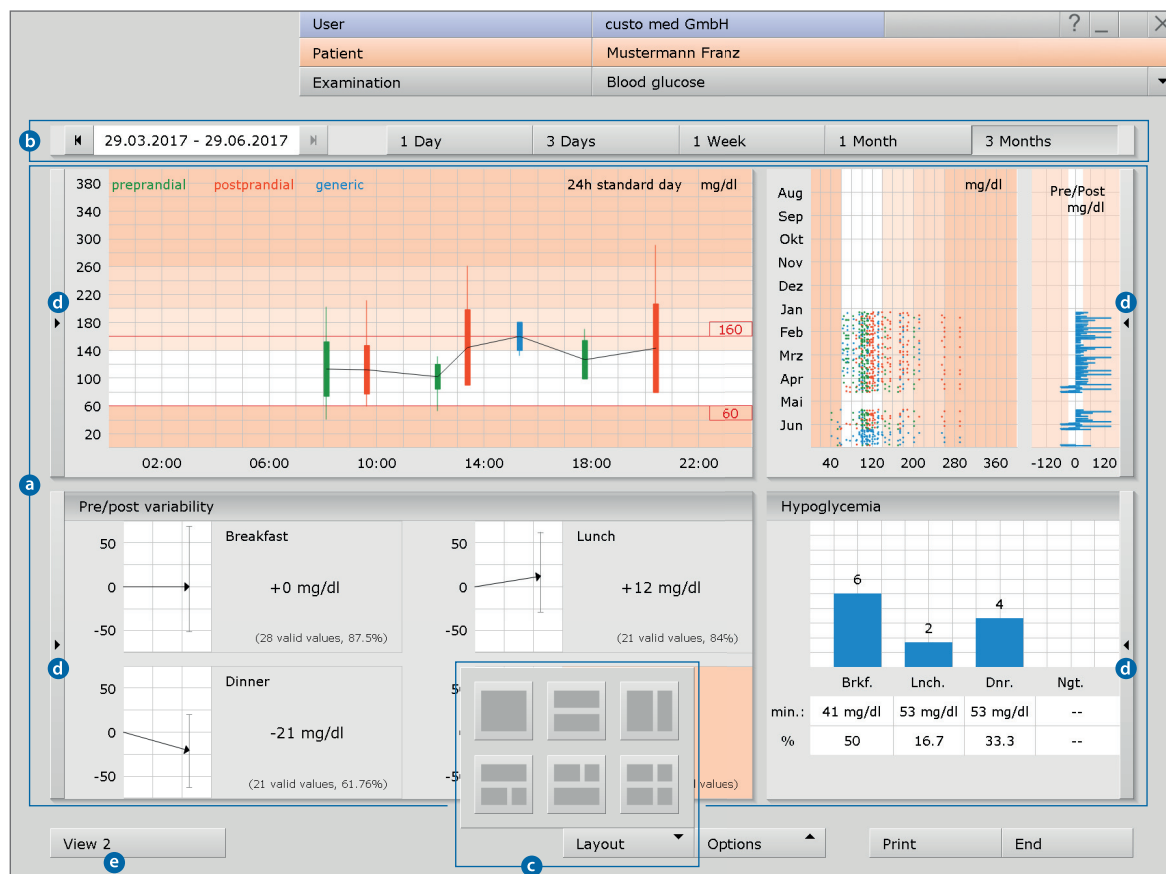 User custo med GmbH ? _ X
Patient Mustermann Franz
Examination Blood glucose
b 29.03.2017 - 29.06.2017 1 Day 3 Days 1 Week 1 Month 3 Months
preprandial postprandial generic 24h standard day mg/dl
380
340
300
260
220
180
140
100
60
20
160
60
02:00 06:00 10:00 14:00 18:00 22:00
d
a
mg/dl
Pre/Post
mg/dl
Aug
Sep
Okt
Nov
Dez
Jan
Feb
Mrz
Apr
Mai
Jun
40 120 200 280 360 -120 0 120
d
Pre/post variability
50
0
-50
Breakfast
+0 mg/dl
(28 valid values, 87.5%)
50
0
-50
Lunch
+12 mg/dl
(21 valid values, 84%)
d
50
0
-50
Dinner
-21 mg/dl
(21 valid values, 61.76%)
50
-50
values)
Hypoglycemia
6
2
4
Brkf. Lnch. Dnr. Ngt.
min.: 41 mg/dl 53 mg/dl 53 mg/dl --
% 50 16.7 33.3 --
d
View 2 Layout Options Print End
e c